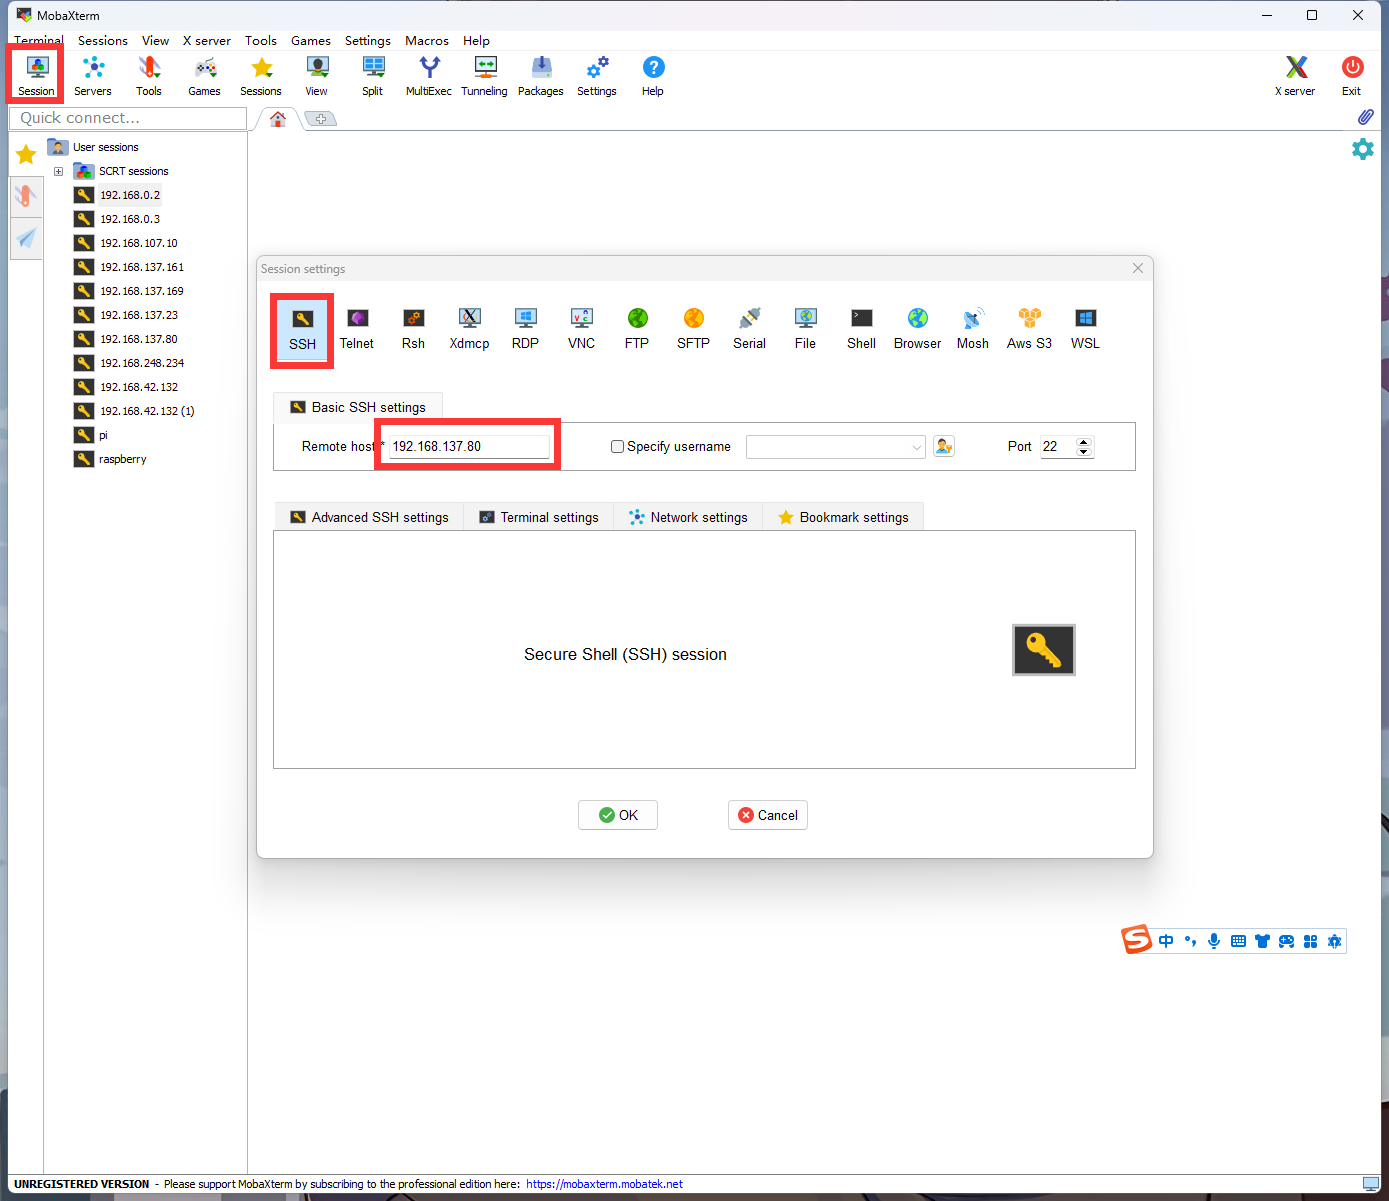 MobaXterm
Terminal Sessions View X server Tools Games Settings Macros Help
Session Servers Tools Games Sessions View Split MultiExec Tunneling Packages Settings Help X server Exit
Quick connect...
User sessions
SCRT sessions
192.168.0.2
192.168.0.3
192.168.107.10
192.168.137.161
192.168.137.169
192.168.137.23
192.168.137.80
192.168.248.234
192.168.42.132
192.168.42.132 (1)
pi
raspberry
Session settings
SSH Telnet Rsh Xdmcp RDP VNC FTP SFTP Serial File Shell Browser Mosh Aws S3 WSL
Basic SSH settings
Remote host * 192.168.137.80 Specify username Port 22
Advanced SSH settings Terminal settings Network settings Bookmark settings
Secure Shell (SSH) session
OK Cancel
中
UNREGISTERED VERSION - Please support MobaXterm by subscribing to the professional edition here: https://mobaxterm.mobatek.net